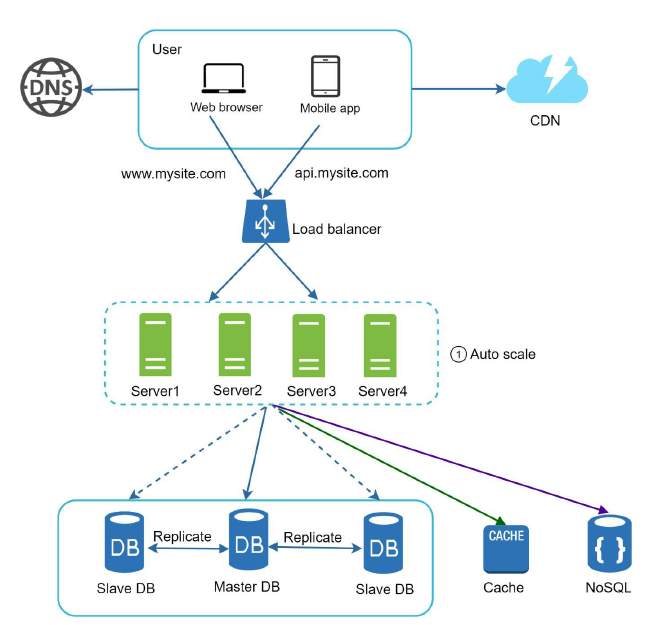 User
DNS
Web browser
Mobile app
CDN
www.mysite.com
api.mysite.com
Load balancer
1 Auto scale
Server1
Server2
Server3
Server4
DB
Replicate
DB
Replicate
DB
Slave DB
Master DB
Slave DB
CACHE
Cache
{ }
NoSQL